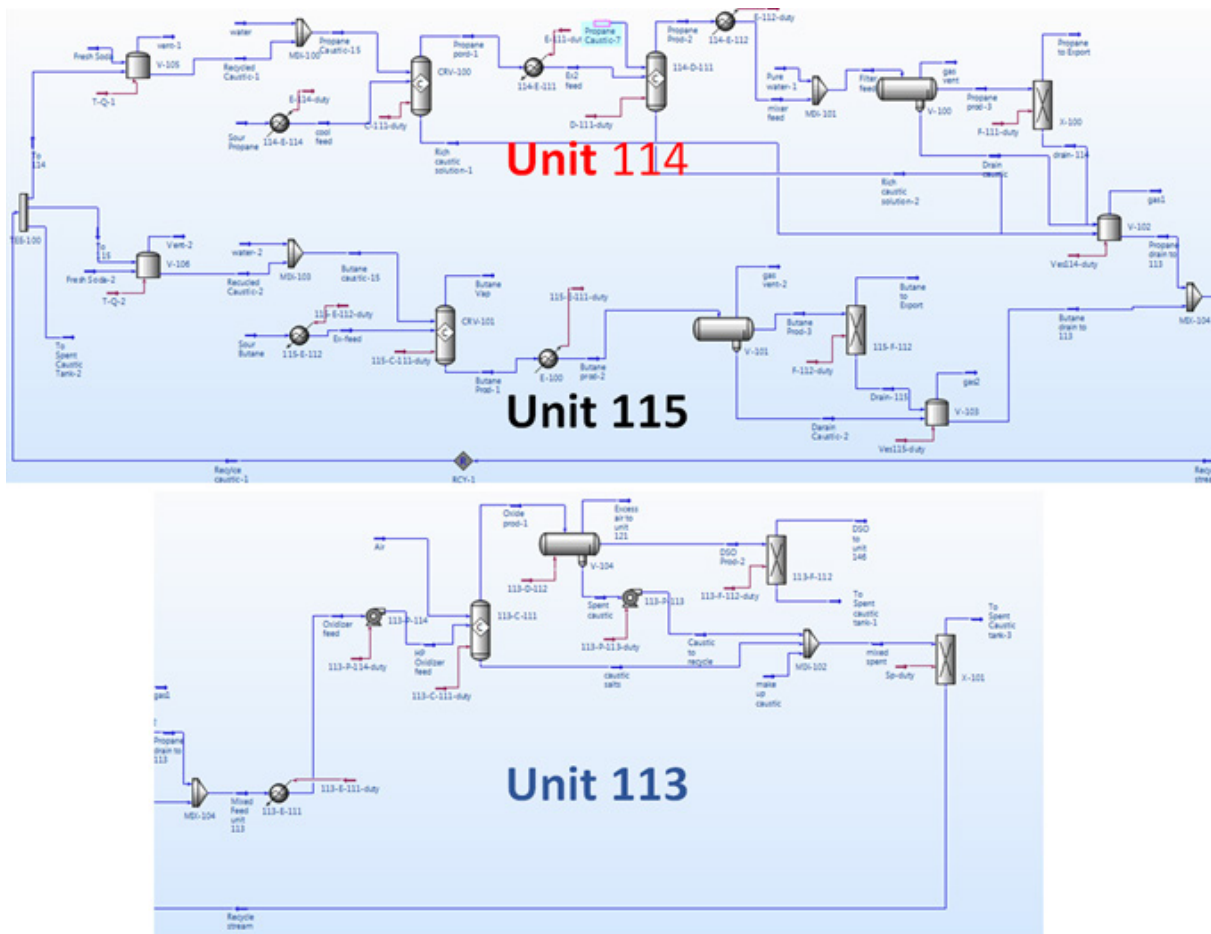 water
vent-1
Fresh Soda
V-105
Recycled
Caustic-1
T-Q-1
MIX-100
Propane
Caustic-15
E-114-duty
Sour
Propane
114-E-114
cool
feed
C-111-duty
CRV-100
Propane
prod-1
Rich
caustic
solution-1
E-111-duty
114-E-111
Ex2
feed
Propane
Caustic-7
D-111-duty
114-D-111
Propane
Prod-2
E-112-duty
114-E-112
Pure
water-1
mixer
feed
MIX-101
Filter
feed
gas
vent
V-100
Propane
prod-3
Drain
caustic
Propane
to Export
F-111-duty
X-100
drain-114
Rich
caustic
solution-2
gas1
V-102
Ves114-duty
Propane
drain to
113
Unit 114
To
114
TEE-100
To
115
Vent-2
V-106
Fresh Soda-2
Recycled
Caustic-2
T-Q-2
water-2
MIX-103
Butane
caustic-15
To
Spent
Caustic
Tank-2
115-E-112-duty
Sour
Butane
115-E-112
Ex-feed
Butane
Vap
CRV-101
115-C-111-duty
Butane
Prod-1
115-E-111-duty
E-100
Butane
prod-2
gas
vent-2
V-101
Butane
Prod-3
Darain
Caustic-2
Butane
to
Export
F-112-duty
115-F-112
Drain-115
gas2
V-103
Ves115-duty
Butane
drain to
113
MIX-104
Unit 115
Recylce
caustic-1
R
RCY-1
Recycle
stream
Air
Oxide
prod-1
Excess
air to
unit
121
V-104
113-D-112
DSO
Prod-2
DSO
to
unit
146
113-F-112
113-F-112-duty
To
Spent
caustic
tank-1
Oxidizer
feed
113-P-114
113-P-114-duty
HP
Oxidizer
feed
113-C-111
113-C-111-duty
Spent
caustic
113-P-113
113-P-113-duty
Caustic
to
recycle
caustic
salts
make
up
caustic
MIX-102
mixed
spent
Sp-duty
To
Spent
Caustic
tank-3
X-101
gas1
Propane
drain to
113
MIX-104
Mixed
Feed
unit
113
113-E-111
113-E-111-duty
Unit 113
Recycle
stream